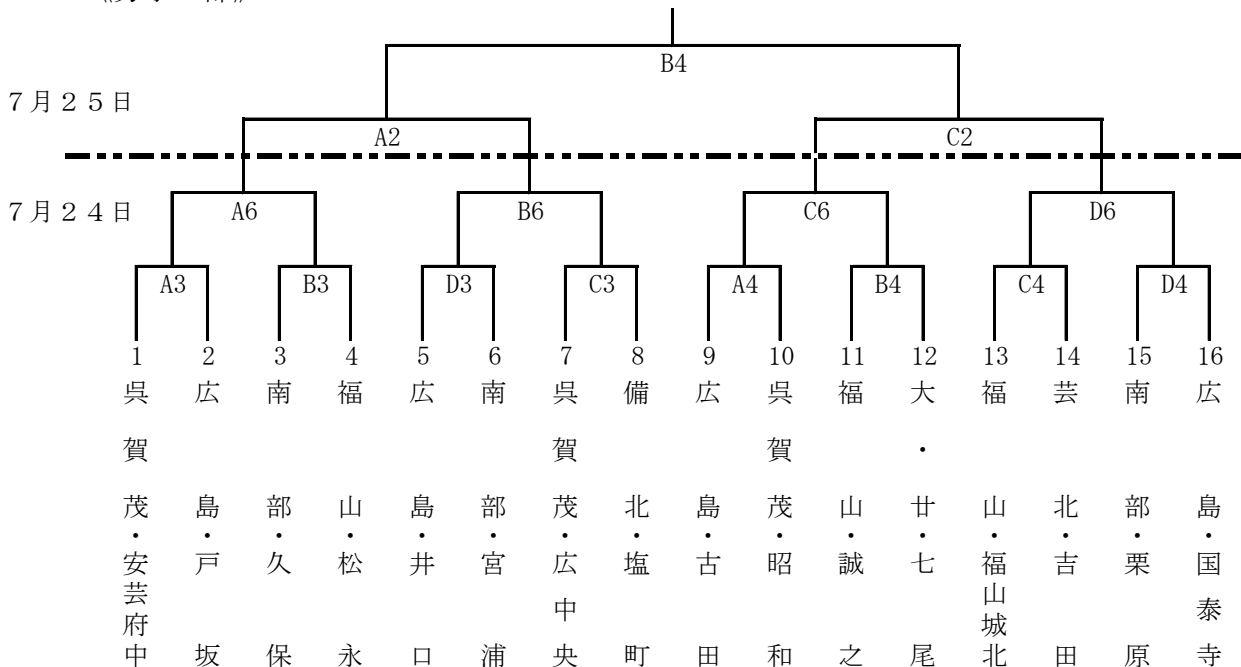 B4
7月25日
A2 C2
7月24日
A6 B6 C6 D6
A3 B3 D3 C3 A4 B4 C4 D4
1 2 3 4 5 6 7 8 9 10 11 12 13 14 15 16
呉賀茂・安芸府中
広島・戸坂
南部・久保
福山・松永
広島・井口
南部・宮浦
呉賀茂・広中央
備北・塩町
広島・古田
呉賀茂・昭和
福山・誠之
大・廿・七尾
福山・福山城北
芸北・吉田
南部・栗原
広島・国泰寺